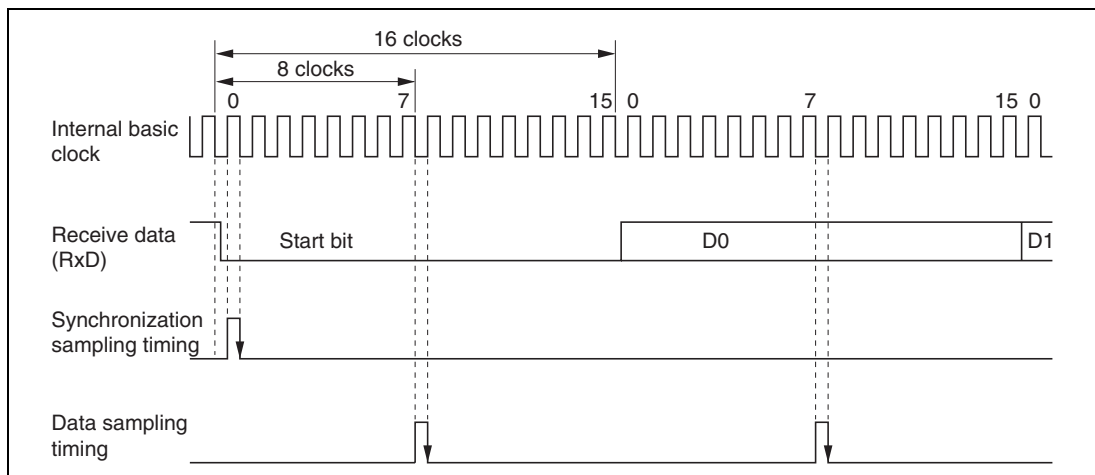 16 clocks
8 clocks
0 7 15 0 7 15 0
Internal basic
clock
Receive data
(RxD)
Start bit D0 D1
Synchronization
sampling timing
Data sampling
timing